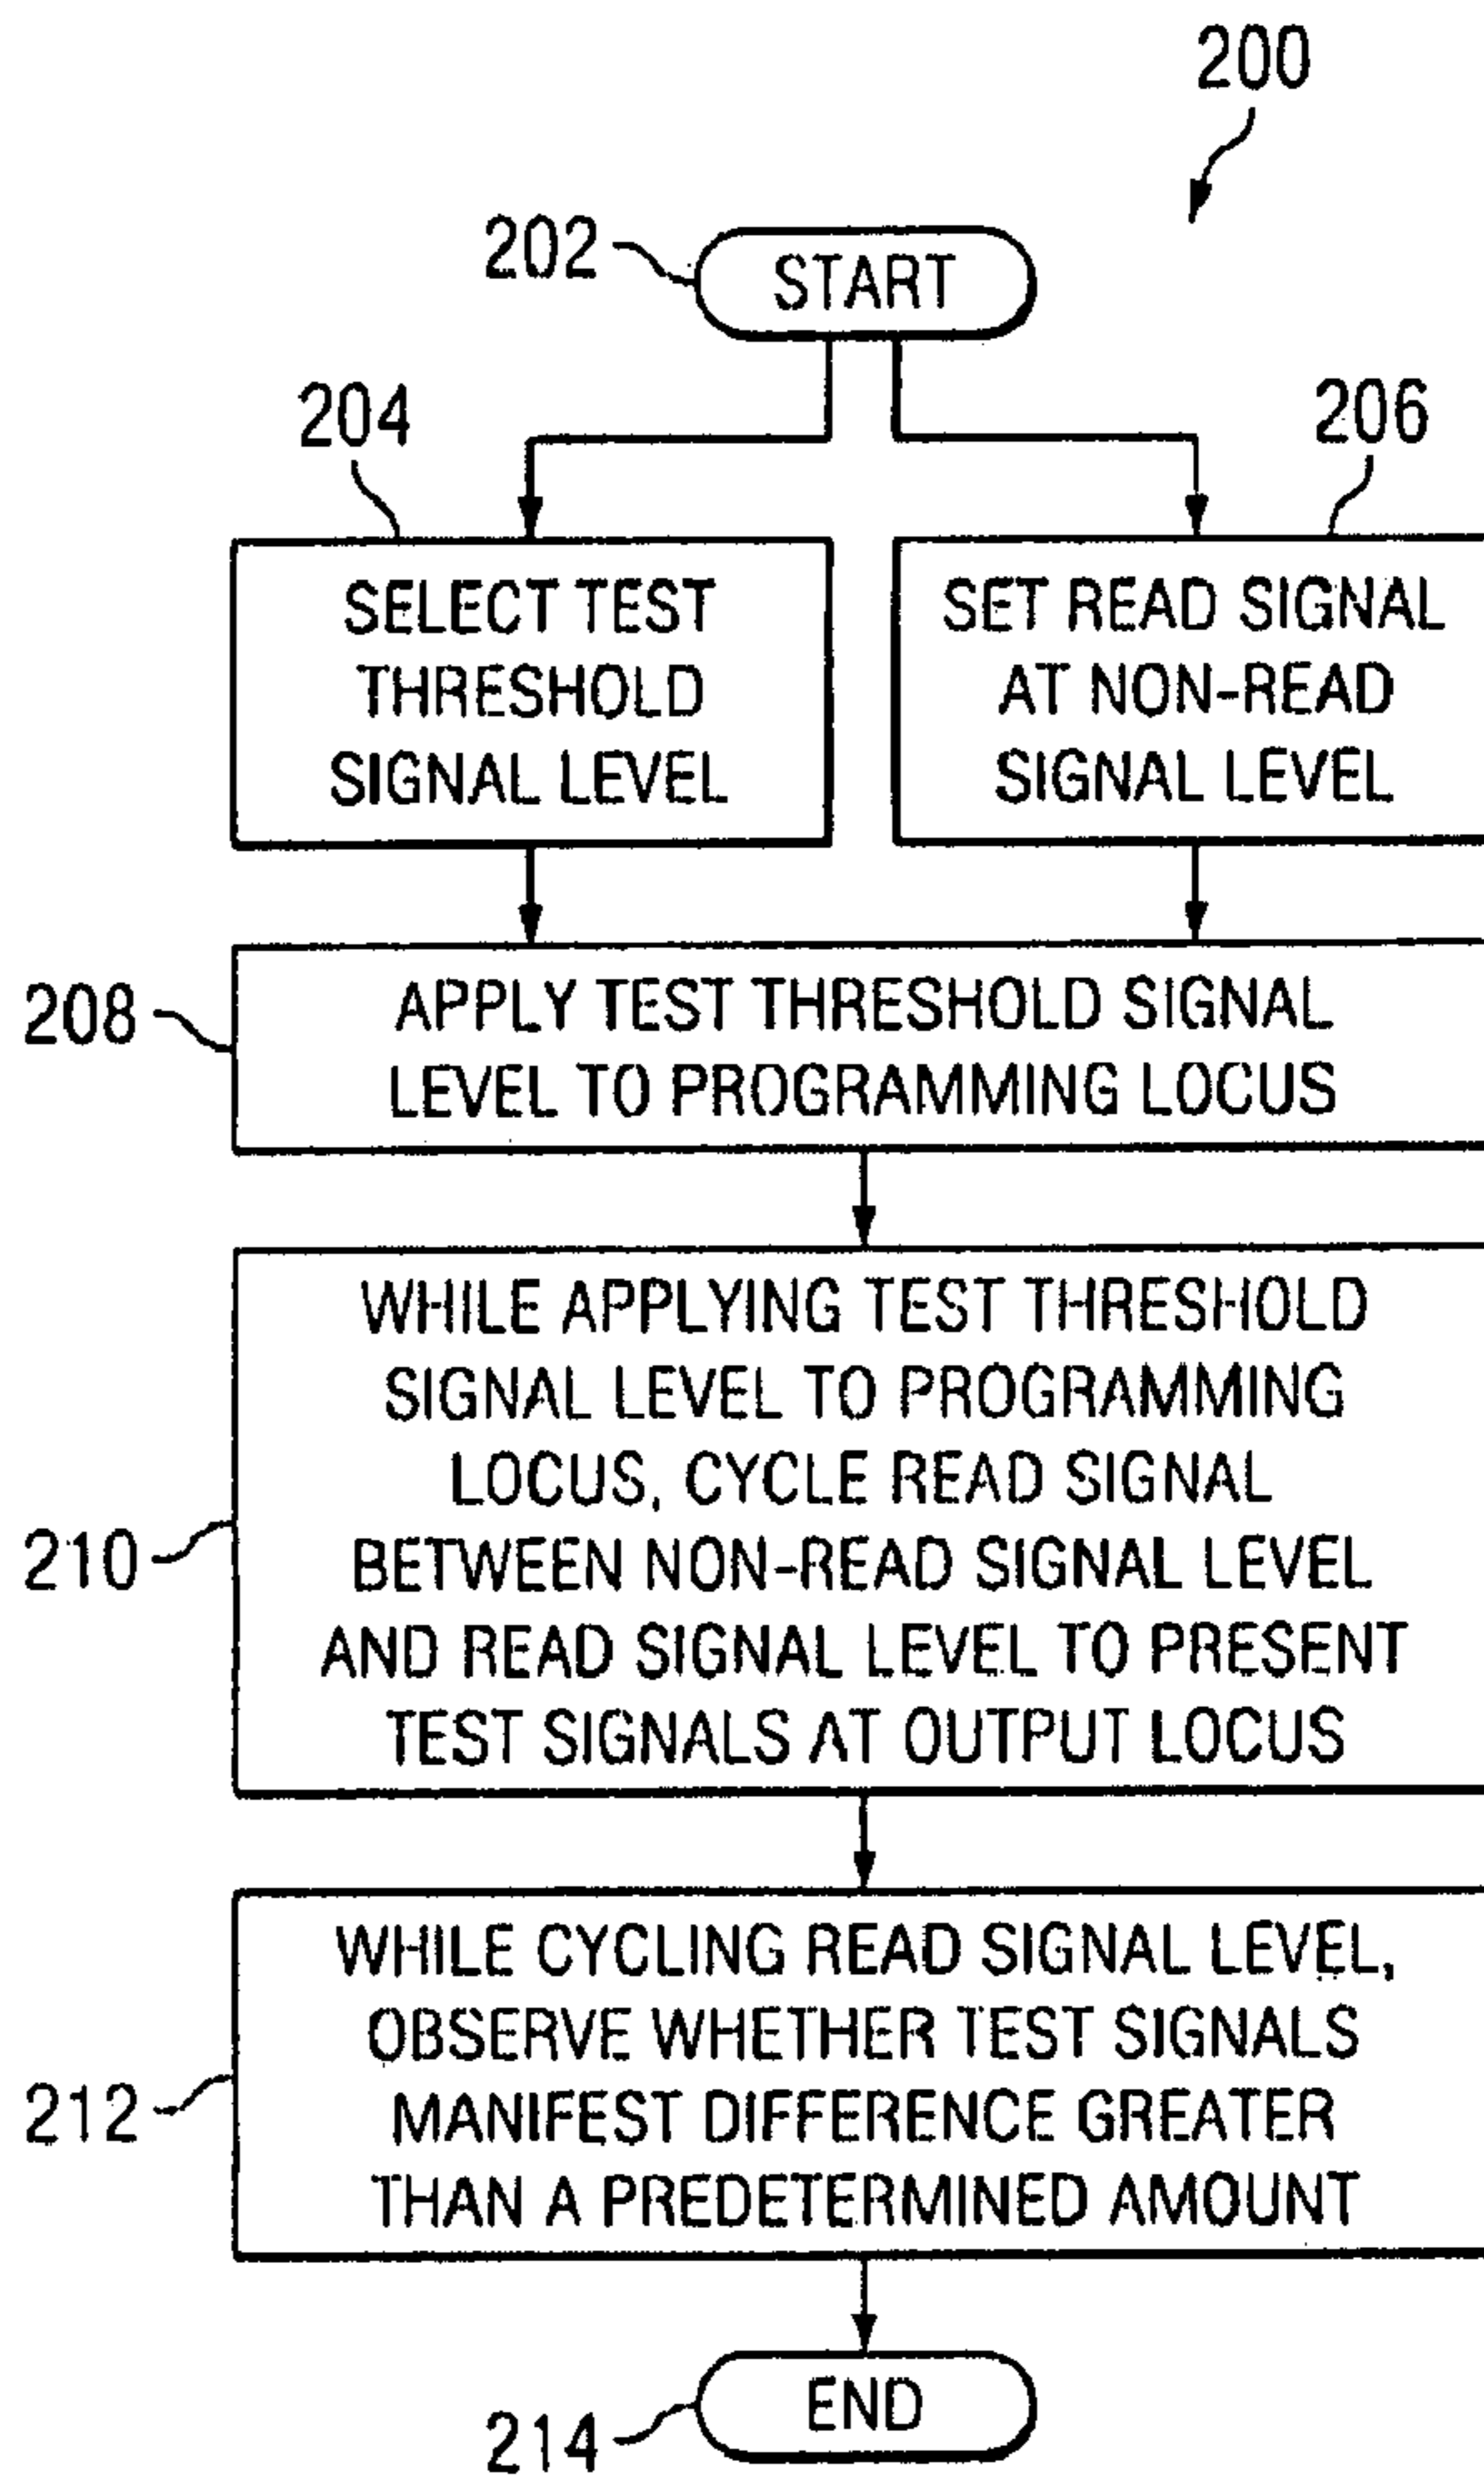 200
202
START
204
206
SELECT TEST
THRESHOLD
SIGNAL LEVEL
SET READ SIGNAL
AT NON-READ
SIGNAL LEVEL
208
APPLY TEST THRESHOLD SIGNAL
LEVEL TO PROGRAMMING LOCUS
210
WHILE APPLYING TEST THRESHOLD
SIGNAL LEVEL TO PROGRAMMING
LOCUS, CYCLE READ SIGNAL
BETWEEN NON-READ SIGNAL LEVEL
AND READ SIGNAL LEVEL TO PRESENT
TEST SIGNALS AT OUTPUT LOCUS
212
WHILE CYCLING READ SIGNAL LEVEL,
OBSERVE WHETHER TEST SIGNALS
MANIFEST DIFFERENCE GREATER
THAN A PREDETERMINED AMOUNT
214
END